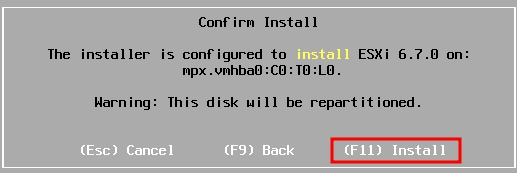 Confirm Install
The installer is configured to install ESXi 6.7.0 on:
mpx.vmhba0:C0:T0:L0.
Warning: This disk will be repartitioned.
(Esc) Cancel (F9) Back (F11) Install